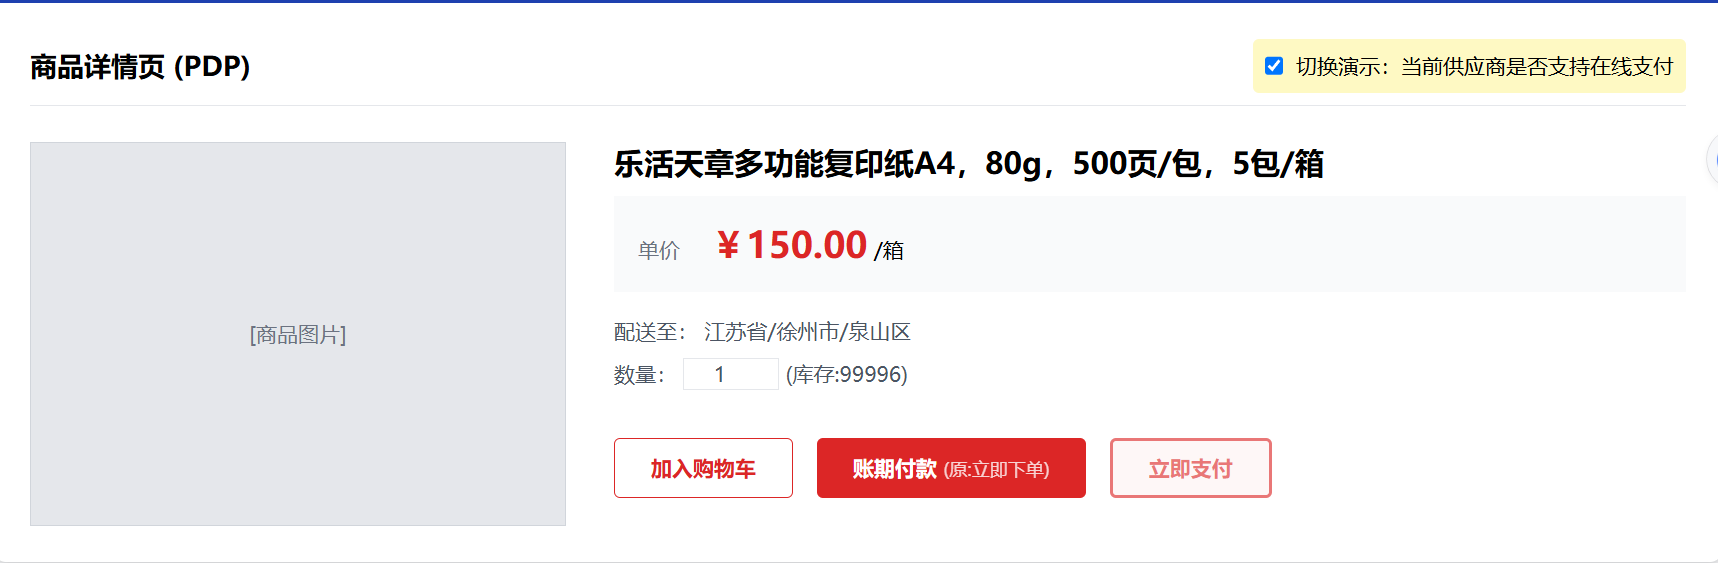 商品详情页 (PDP)
切换演示：当前供应商是否支持在线支付
[商品图片]
乐活天章多功能复印纸A4，80g，500页/包，5包/箱
单价 ￥150.00 /箱
配送至： 江苏省/徐州市/泉山区
数量： 1 (库存:99996)
加入购物车 账期付款 (原:立即下单) 立即支付